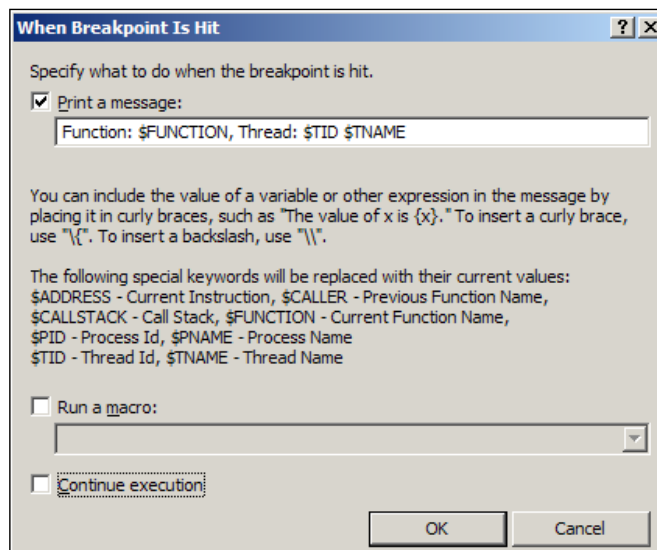 When Breakpoint Is Hit
Specify what to do when the breakpoint is hit.
Print a message:
Function: $FUNCTION, Thread: $TID $TNAME
You can include the value of a variable or other expression in the message by
placing it in curly braces, such as "The value of x is {x}." To insert a curly brace,
use "\{". To insert a backslash, use "\\".
The following special keywords will be replaced with their current values:
$ADDRESS - Current Instruction, $CALLER - Previous Function Name,
$CALLSTACK - Call Stack, $FUNCTION - Current Function Name,
$PID - Process Id, $PNAME - Process Name
$TID - Thread Id, $TNAME - Thread Name
Run a macro:
Continue execution
OK Cancel